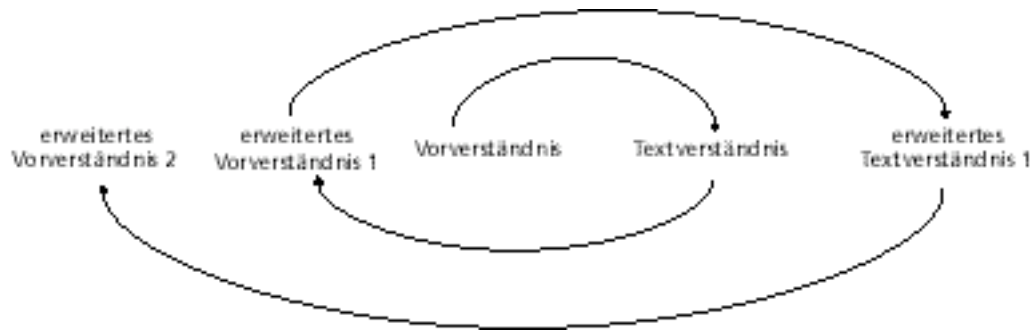 erweitertes
Vorverständnis 2
erweitertes
Vorverständnis 1
Vorverständnis
Textverständnis
erweitertes
Textverständnis 1